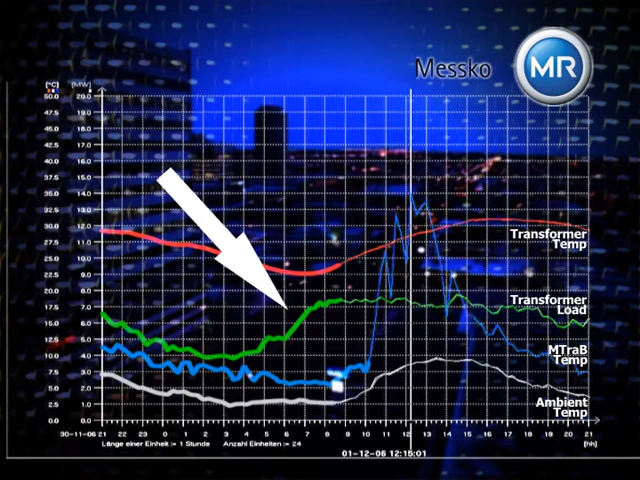 Messko MR
[°C] [MW]
50.0 20.0
47.5 19.0
45.0 18.0
42.5 17.0
40.0 16.0
37.5 15.0
35.0 14.0
32.5 13.0
30.0 12.0
27.5 11.0
25.0 10.0
22.5 9.0
20.0 8.0
17.5 7.0
15.0 6.0
12.5 5.0
10.0 4.0
7.5 3.0
5.0 2.0
2.5 1.0
0.0 0.0
Transformer
Temp
Transformer
Load
MTraB
Temp
Ambient
Temp
30-11-06 21 22 23 0 1 2 3 4 5 6 7 8 9 10 11 12 13 14 15 16 17 18 19 20 21
Länge einer Einheit := 1 Stunde Anzahl Einheiten := 24 [hh]
01-12-06 12:15:01